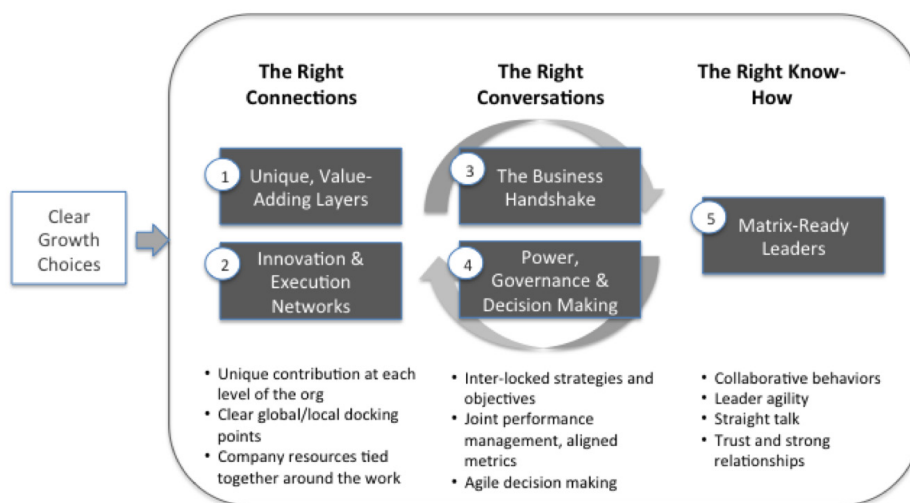 The Right
Connections
The Right
Conversations
The Right Know-
How
Clear
Growth
Choices
1
Unique, Value-
Adding Layers
2
Innovation &
Execution
Networks
3
The Business
Handshake
4
Power,
Governance &
Decision Making
5
Matrix-Ready
Leaders
• Unique contribution at each
level of the org
• Clear global/local docking
points
• Company resources tied
together around the work
• Inter-locked strategies and
objectives
• Joint performance
management, aligned
metrics
• Agile decision making
• Collaborative behaviors
• Leader agility
• Straight talk
• Trust and strong
relationships